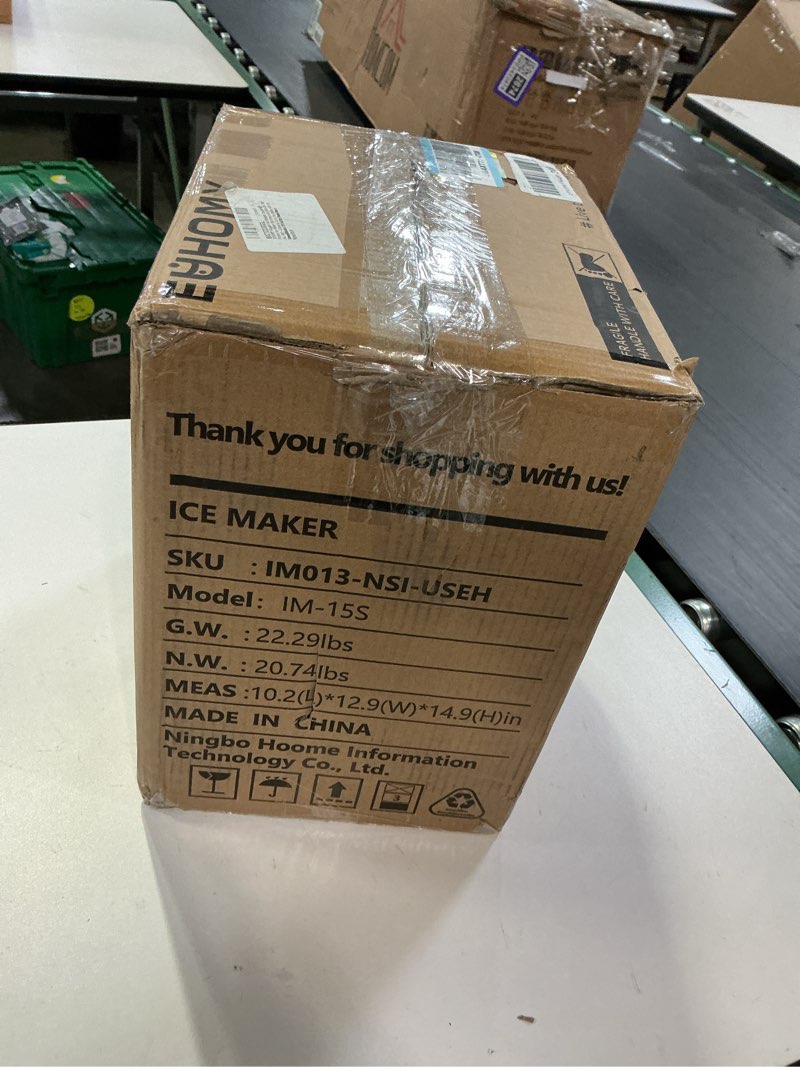 EUHOMY
# Live
FRAGILE
HANDLE WITH CARE
Thank you for shopping with us!
ICE MAKER
SKU : IM013-NSI-USEH
Model: IM-15S
G.W. : 22.29lbs
N.W. : 20.74lbs
MEAS :10.2(L)*12.9(W)*14.9(H)in
MADE IN CHINA
Ningbo Hoome Information
Technology Co., Ltd.
3